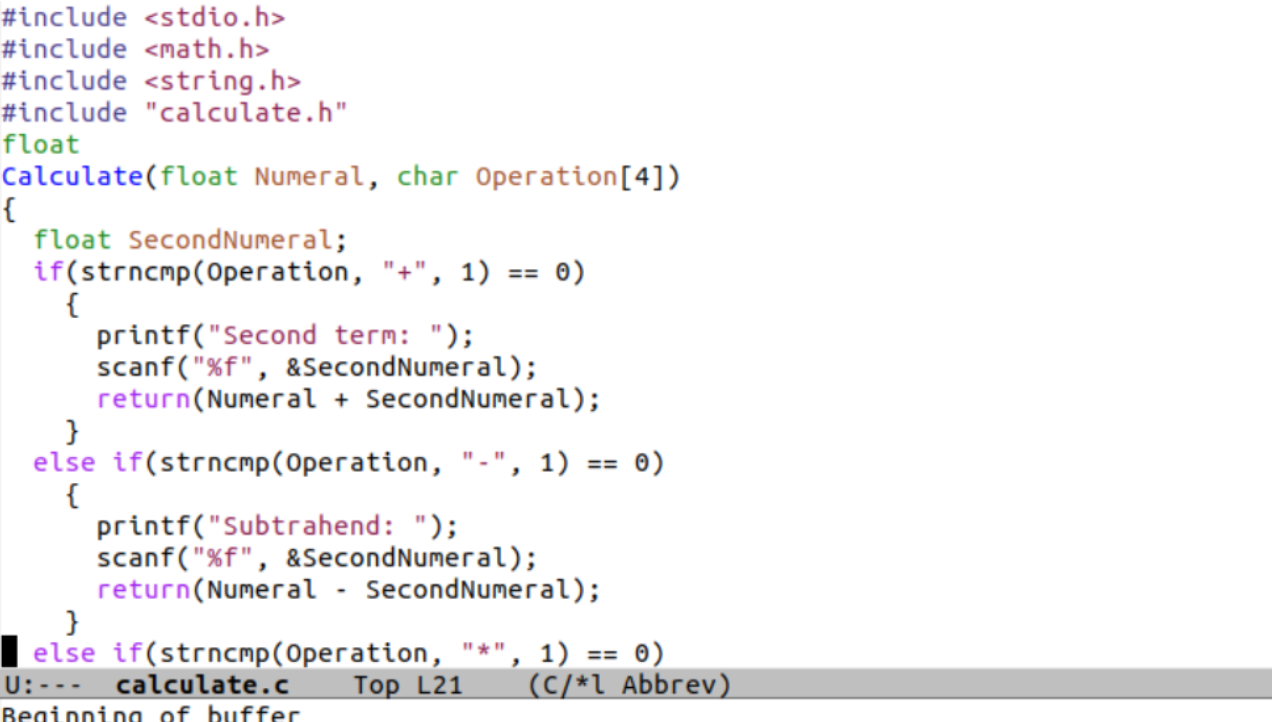 #include <stdio.h>
#include <math.h>
#include <string.h>
#include "calculate.h"
float
Calculate(float Numeral, char Operation[4])
{
  float SecondNumeral;
  if(strncmp(Operation, "+", 1) == 0)
    {
      printf("Second term: ");
      scanf("%f", &SecondNumeral);
      return(Numeral + SecondNumeral);
    }
  else if(strncmp(Operation, "-", 1) == 0)
    {
      printf("Subtrahend: ");
      scanf("%f", &SecondNumeral);
      return(Numeral - SecondNumeral);
    }
  else if(strncmp(Operation, "*", 1) == 0)
U:---  calculate.c    Top L21    (C/*l Abbrev)
Beginning of buffer